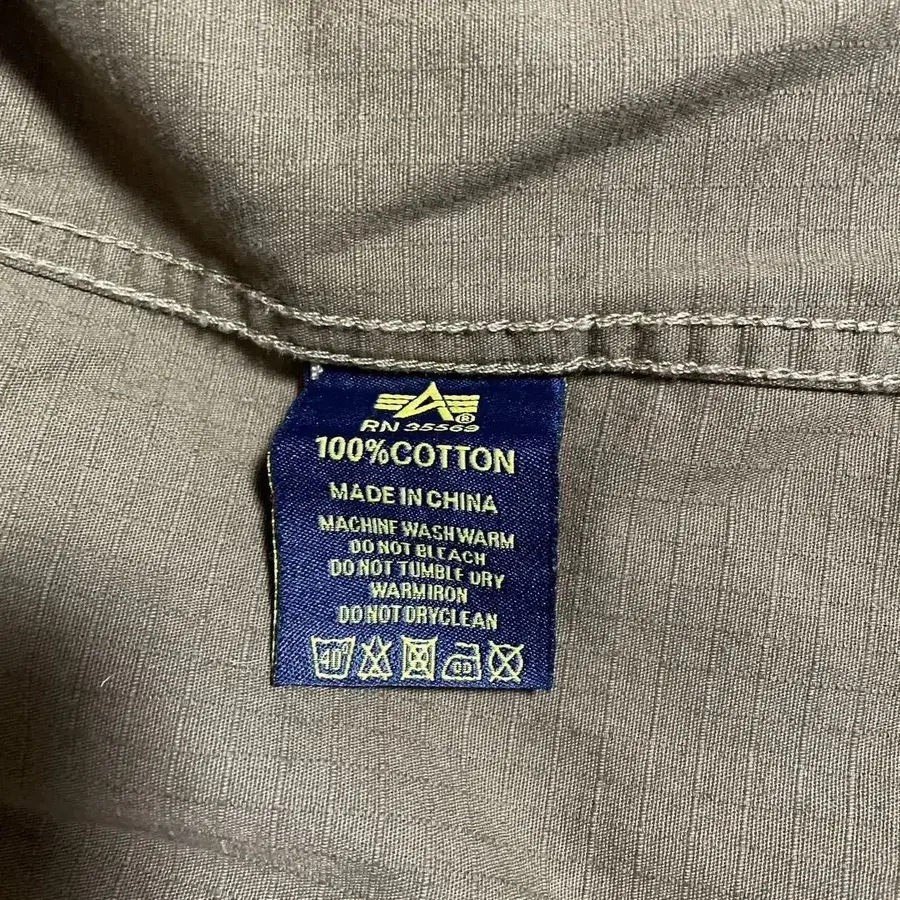 RN 35569
100%COTTON
MADE IN CHINA
MACHINE WASH WARM
DO NOT BLEACH
DO NOT TUMBLE DRY
WARM IRON
DO NOT DRYCLEAN
40°